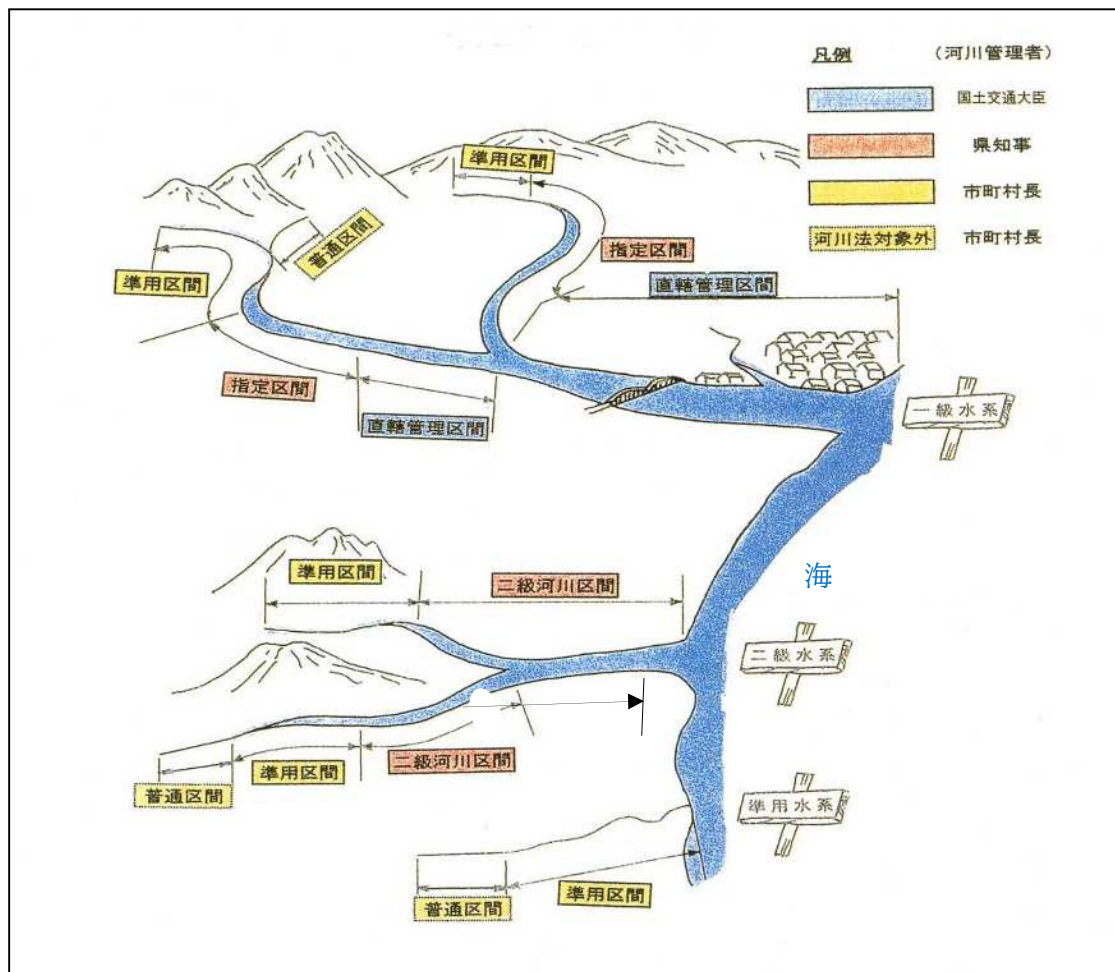 凡例 (河川管理者)
国土交通大臣
県知事
市町村長
河川法対象外 市町村長
準用区間
普通区間
指定区間
準用区間
直轄管理区間
指定区間
直轄管理区間
一級水系
準用区間
二級河川区間
海
二級水系
二級河川区間
準用区間
普通区間
準用水系
準用区間
普通区間